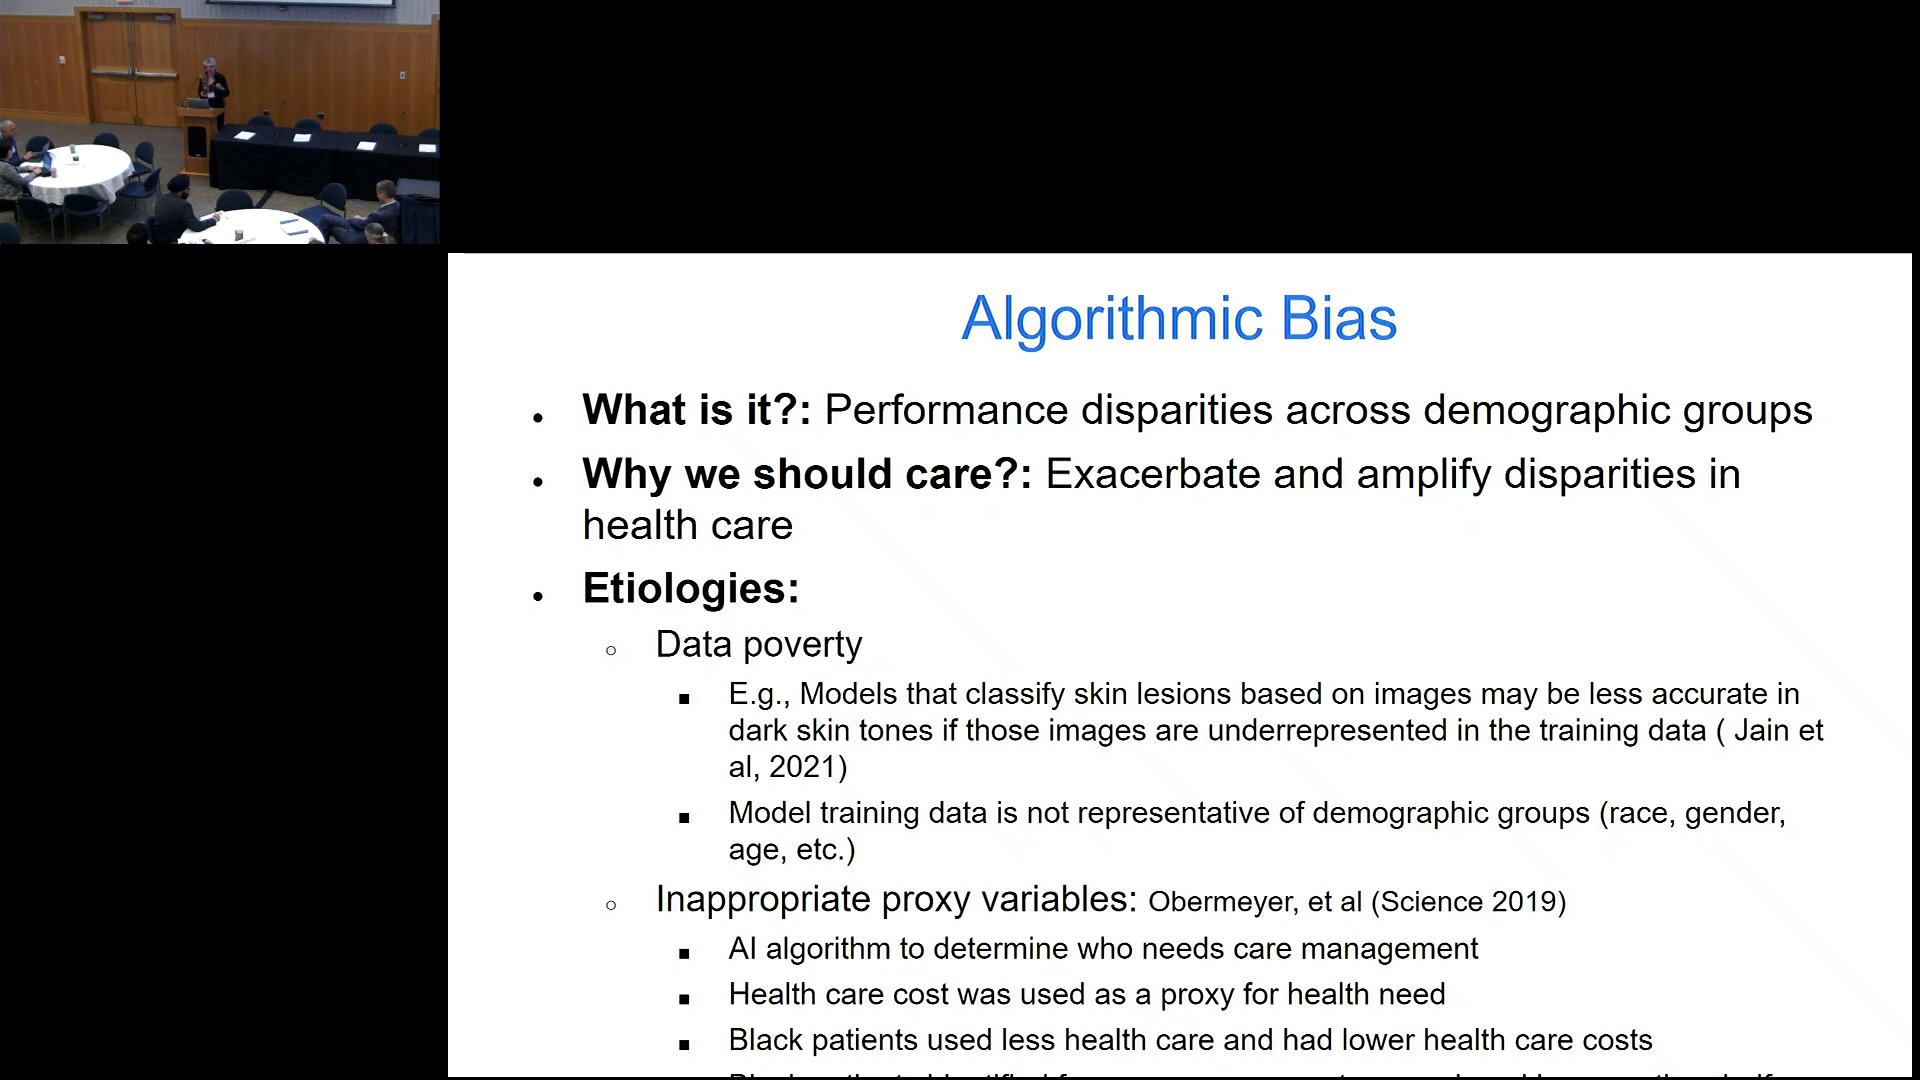 Algorithmic Bias
• What is it?: Performance disparities across demographic groups
• Why we should care?: Exacerbate and amplify disparities in
health care
• Etiologies:
○ Data poverty
■ E.g., Models that classify skin lesions based on images may be less accurate in
dark skin tones if those images are underrepresented in the training data ( Jain et
al, 2021)
■ Model training data is not representative of demographic groups (race, gender,
age, etc.)
○ Inappropriate proxy variables: Obermeyer, et al (Science 2019)
■ AI algorithm to determine who needs care management
■ Health care cost was used as a proxy for health need
■ Black patients used less health care and had lower health care costs